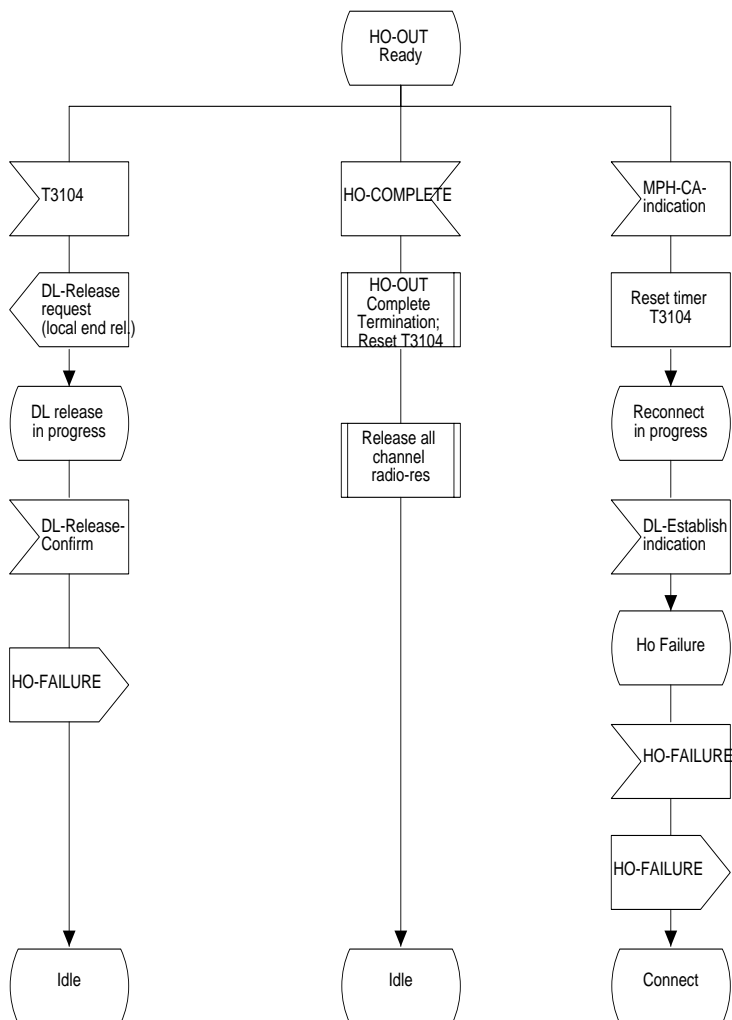 HO-OUT
Ready
T3104
HO-COMPLETE
MPH-CA-
indication
DL-Release
request
(local end rel.)
HO-OUT
Complete
Termination;
Reset T3104
Reset timer
T3104
DL release
in progress
Release all
channel
radio-res
Reconnect
in progress
DL-Release-
Confirm
DL-Establish
indication
HO-FAILURE
Ho Failure
HO-FAILURE
HO-FAILURE
Idle
Idle
Connect